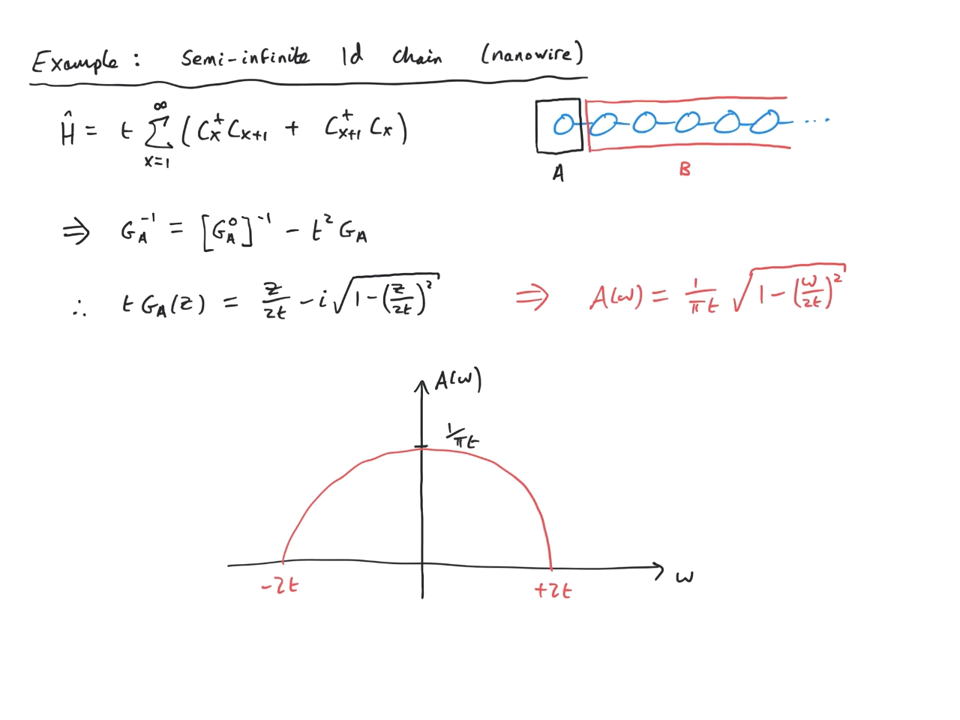 Example : Semi-infinite 1d chain (nanowire)
Ĥ = t ∑_{x=1}^{∞} ( C_x^† C_{x+1} + C_{x+1}^† C_x )
A
B
...
⇒ G_A^{-1} = [G_A^0]^{-1} - t² G_A
∴ t G_A(z) = z/2t - i √(1 - (z/2t)²) ⇒ A(ω) = 1/πt √(1 - (ω/2t)²)
A(ω)
1/πt
ω
-2t
+2t